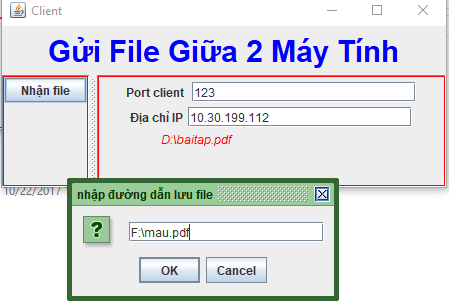 Client
Gửi File Giữa 2 Máy Tính
Nhận file
Port client 123
Địa chỉ IP 10.30.199.112
D:\baitap.pdf
10/22/2017
nhập đường dẫn lưu file
?
F:\mau.pdf
OK Cancel